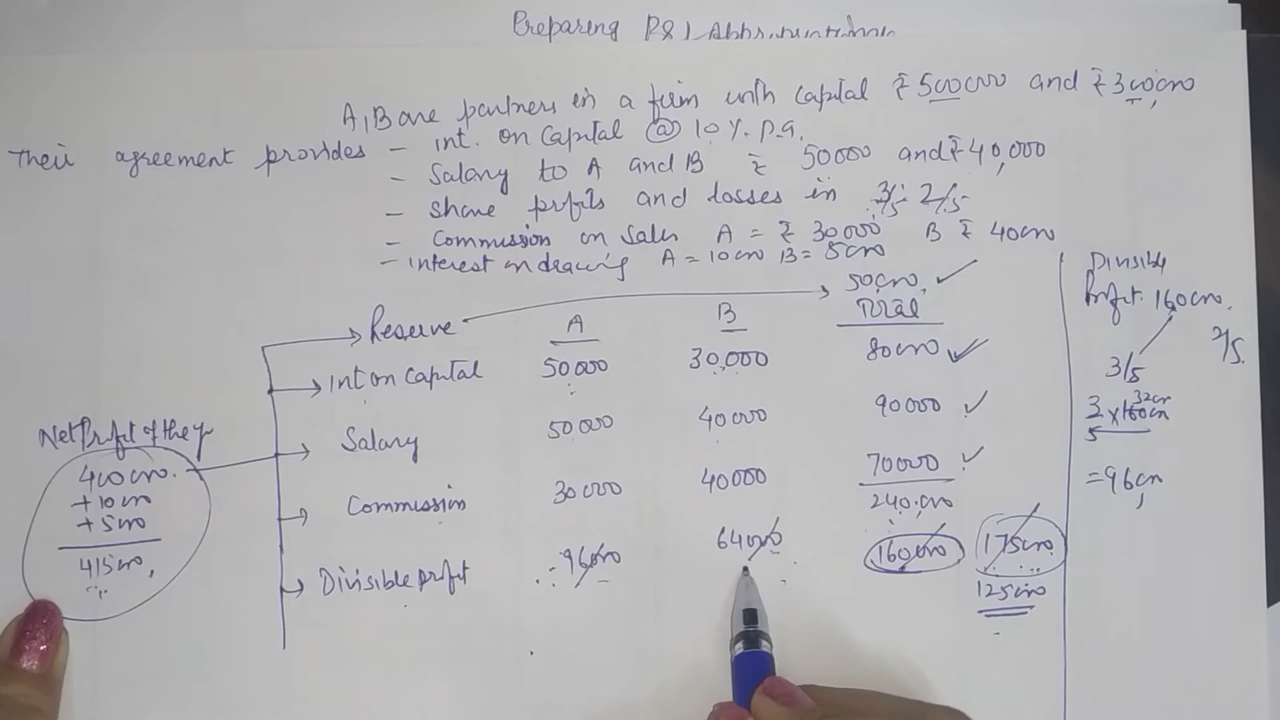 Preparing P&L
A, B are partners in a firm with capital ₹ 500000 and ₹ 300000
Their agreement provides - int. on capital @ 10 % p.a.
- Salary to A and B ₹ 50000 and ₹ 40,000
- Share profits and losses in 3/5 2/5
- Commission on Sales A = ₹ 30000 B ₹ 40000
- interest on drawing A = 10000 B = 5000
Reserve A B 50000, Total
Int on capital 50000 30,000 80000
Salary 50000 40000 90000
Commission 30000 40000 70000
240,000
Divisible profit 96000 64000 160000 175000
125000
Net Profit of the y
400000.
+10000
+5000
415000,
Divisible
Profit 160000.
3/5 2/5.
3/5 x 160000 32000
= 96000,